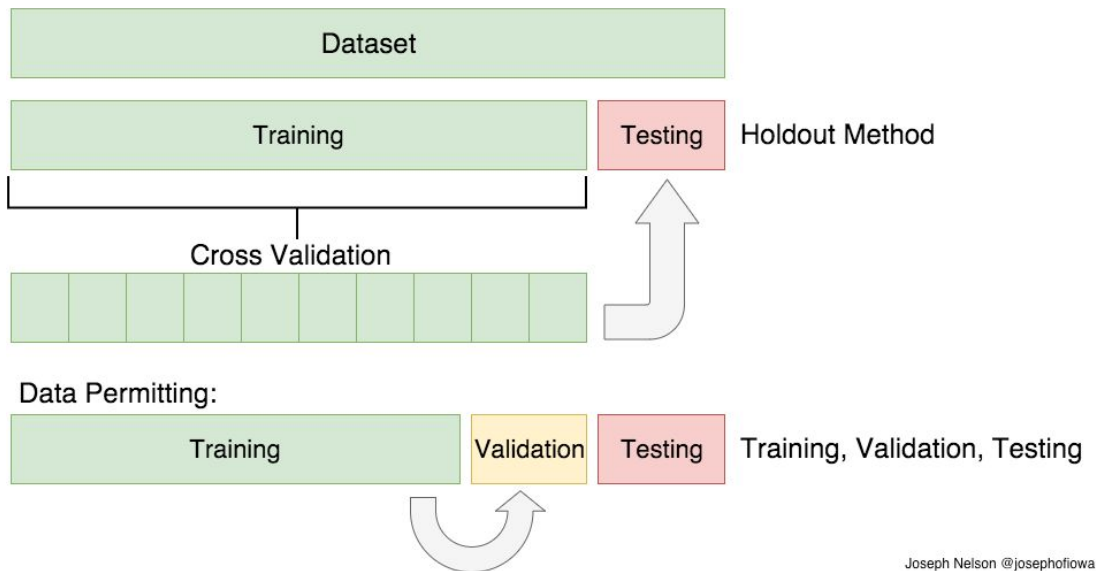 Dataset
Training
Testing
Holdout Method
Cross Validation
Data Permitting:
Training
Validation
Testing
Training, Validation, Testing
Joseph Nelson @josephofiowa